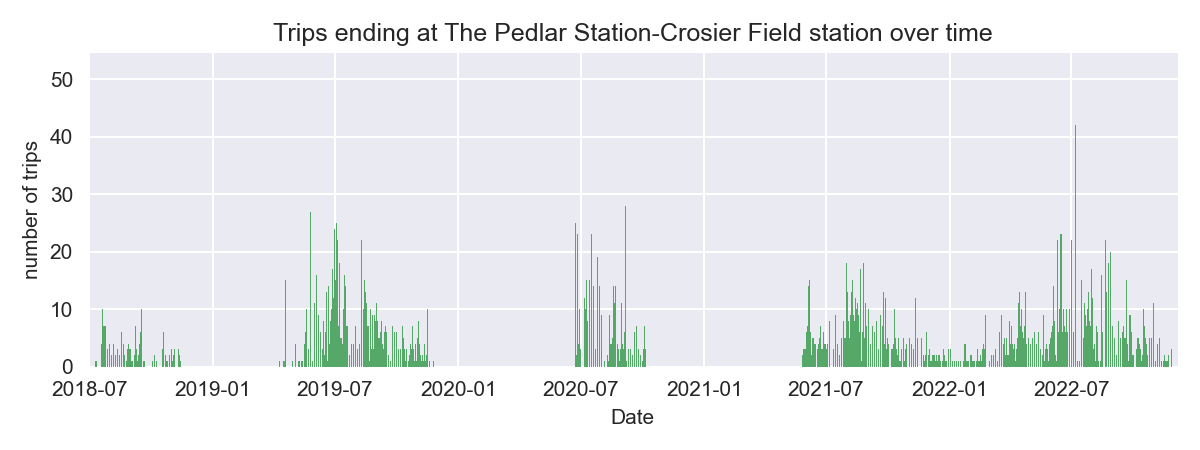 Trips ending at The Pedlar Station-Crosier Field station over time
number of trips
50
40
30
20
10
0
2018-07 2019-01 2019-07 2020-01 2020-07 2021-01 2021-07 2022-01 2022-07
Date